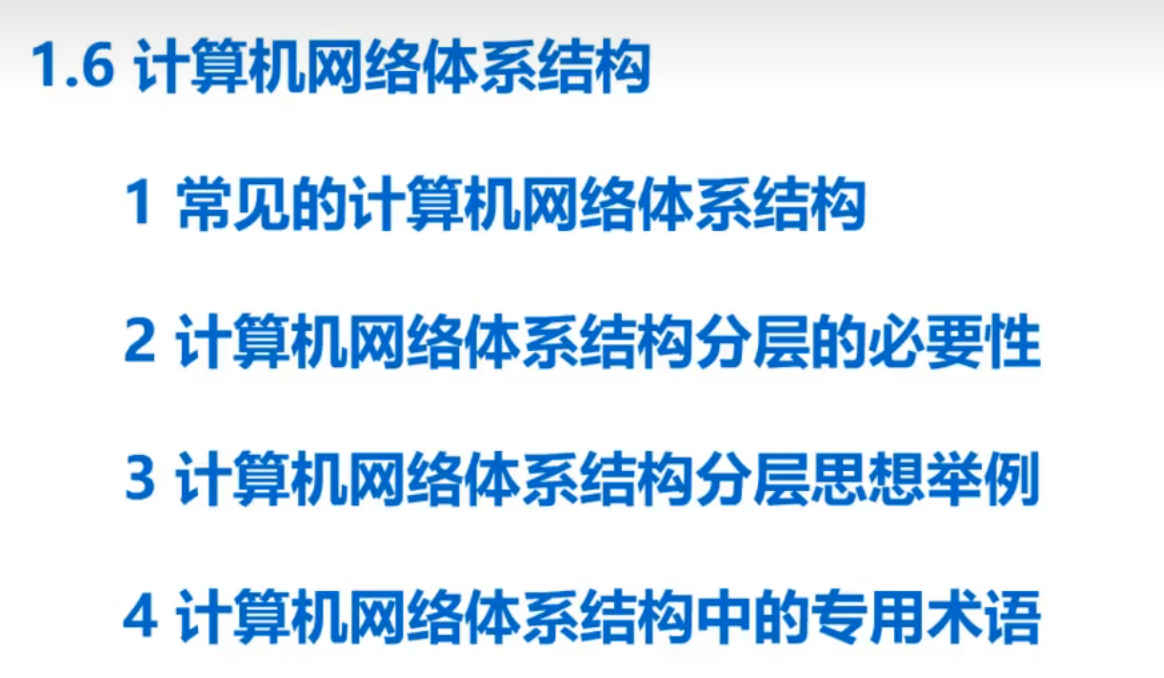 1.6 计算机网络体系结构
1 常见的计算机网络体系结构
2 计算机网络体系结构分层的必要性
3 计算机网络体系结构分层思想举例
4 计算机网络体系结构中的专用术语